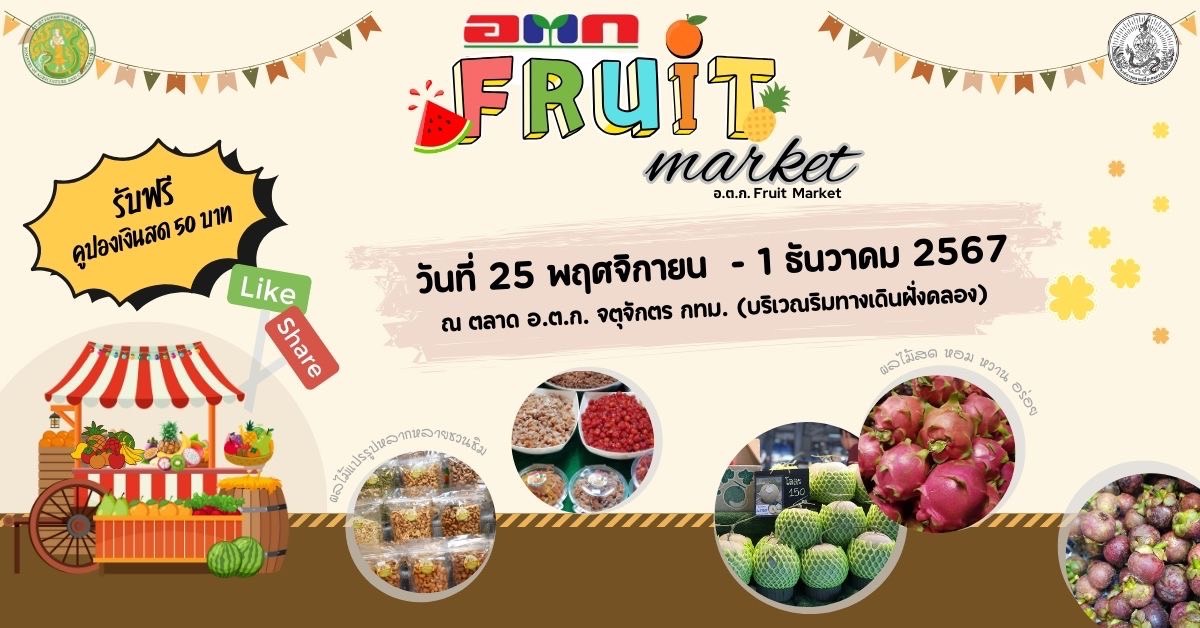 อตก
FRUIT
market
อ.ต.ก. Fruit Market
รับฟรี
คูปองเงินสด 50 บาท
Like
Share
วันที่ 25 พฤศจิกายน - 1 ธันวาคม 2567
ณ ตลาด อ.ต.ก. จตุจักตร กทม. (บริเวณริมทางเดินฝั่งคลอง)
ผลไม้สด หอม หวาน อร่อย
ผลไม้แปรรูปหลากหลายชวนชิม
โลละ
150